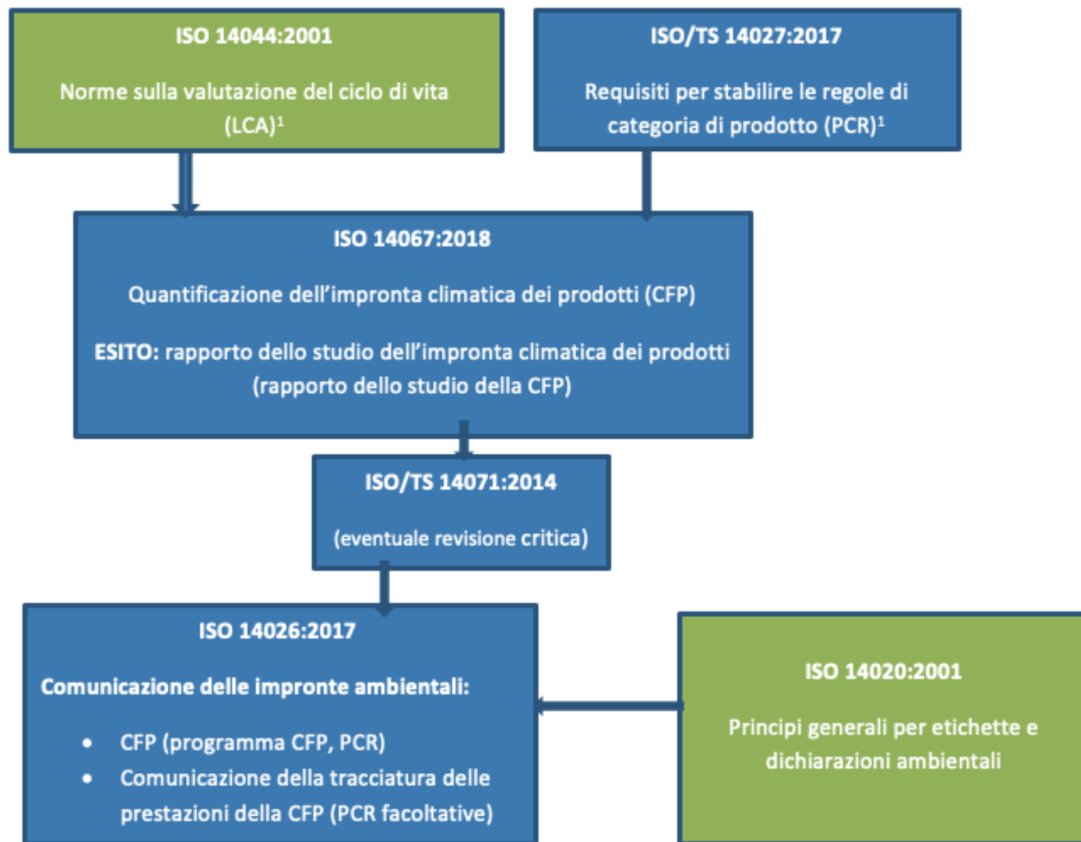 ISO 14044:2001
Norme sulla valutazione del ciclo di vita
(LCA)¹
ISO/TS 14027:2017
Requisiti per stabilire le regole di
categoria di prodotto (PCR)¹
ISO 14067:2018
Quantificazione dell’impronta climatica dei prodotti (CFP)
ESITO: rapporto dello studio dell’impronta climatica dei prodotti
(rapporto dello studio della CFP)
ISO/TS 14071:2014
(eventuale revisione critica)
ISO 14026:2017
Comunicazione delle impronte ambientali:
• CFP (programma CFP, PCR)
• Comunicazione della tracciatura delle
prestazioni della CFP (PCR facoltative)
ISO 14020:2001
Principi generali per etichette e
dichiarazioni ambientali